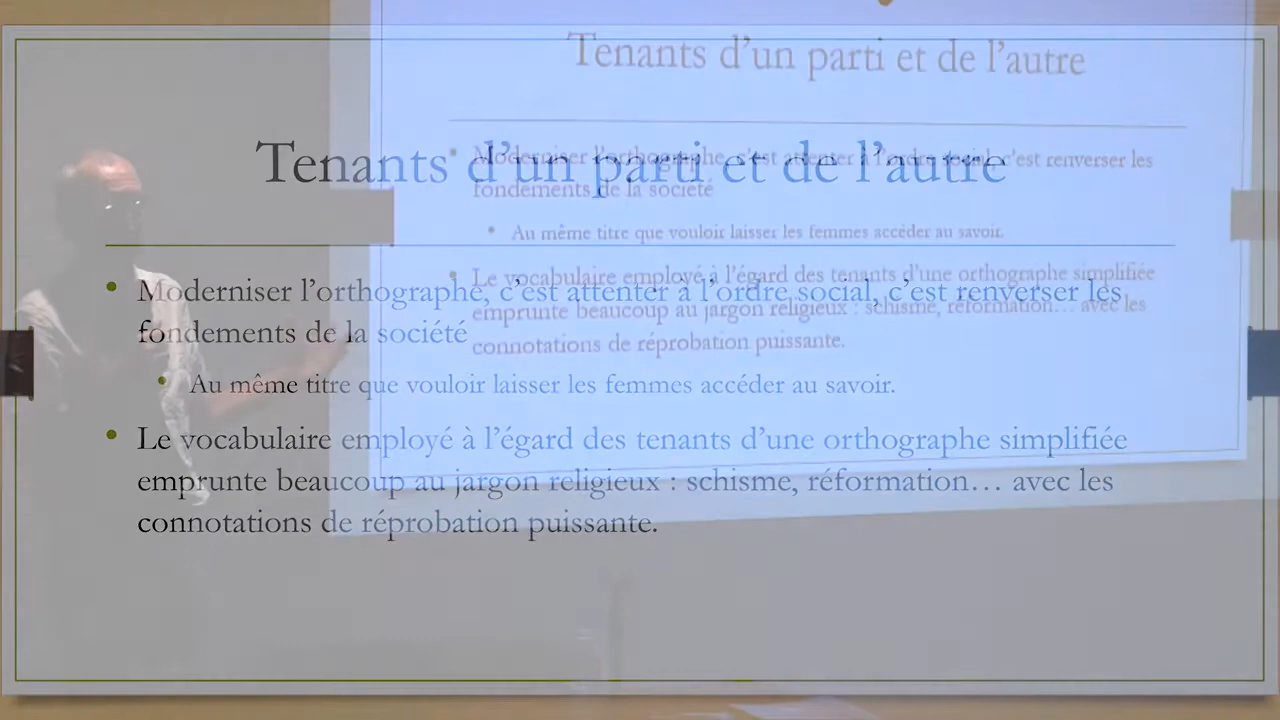 Tenants d'un parti et de l'autre
Moderniser l'orthographe, c'est attenter à l'ordre social, c'est renverser les
fondements de la société
Au même titre que vouloir laisser les femmes accéder au savoir.
Le vocabulaire employé à l'égard des tenants d'une orthographe simplifiée
emprunte beaucoup au jargon religieux : schisme, réformation… avec les
connotations de réprobation puissante.
Tenants d'un parti et de l'autre
Moderniser l'orthographe, c'est attenter à l'ordre social, c'est renverser les
fondements de la société
Au même titre que vouloir laisser les femmes accéder au savoir.
Le vocabulaire employé à l'égard des tenants d'une orthographe simplifiée
emprunte beaucoup au jargon religieux : schisme, réformation… avec les
connotations de réprobation puissante.